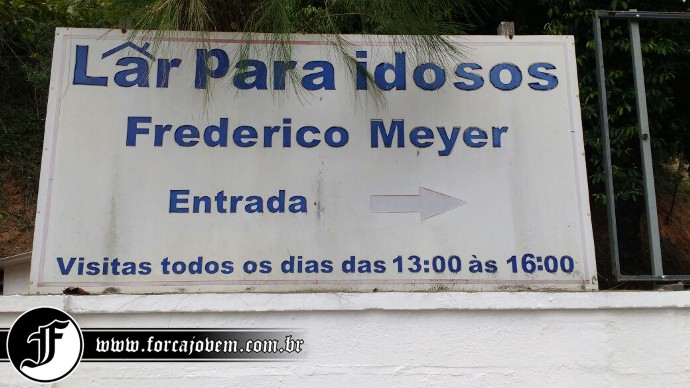 Lar para idosos
Frederico Meyer
Entrada
Visitas todos os dias das 13:00 às 16:00
F
www.forcajovem.com.br